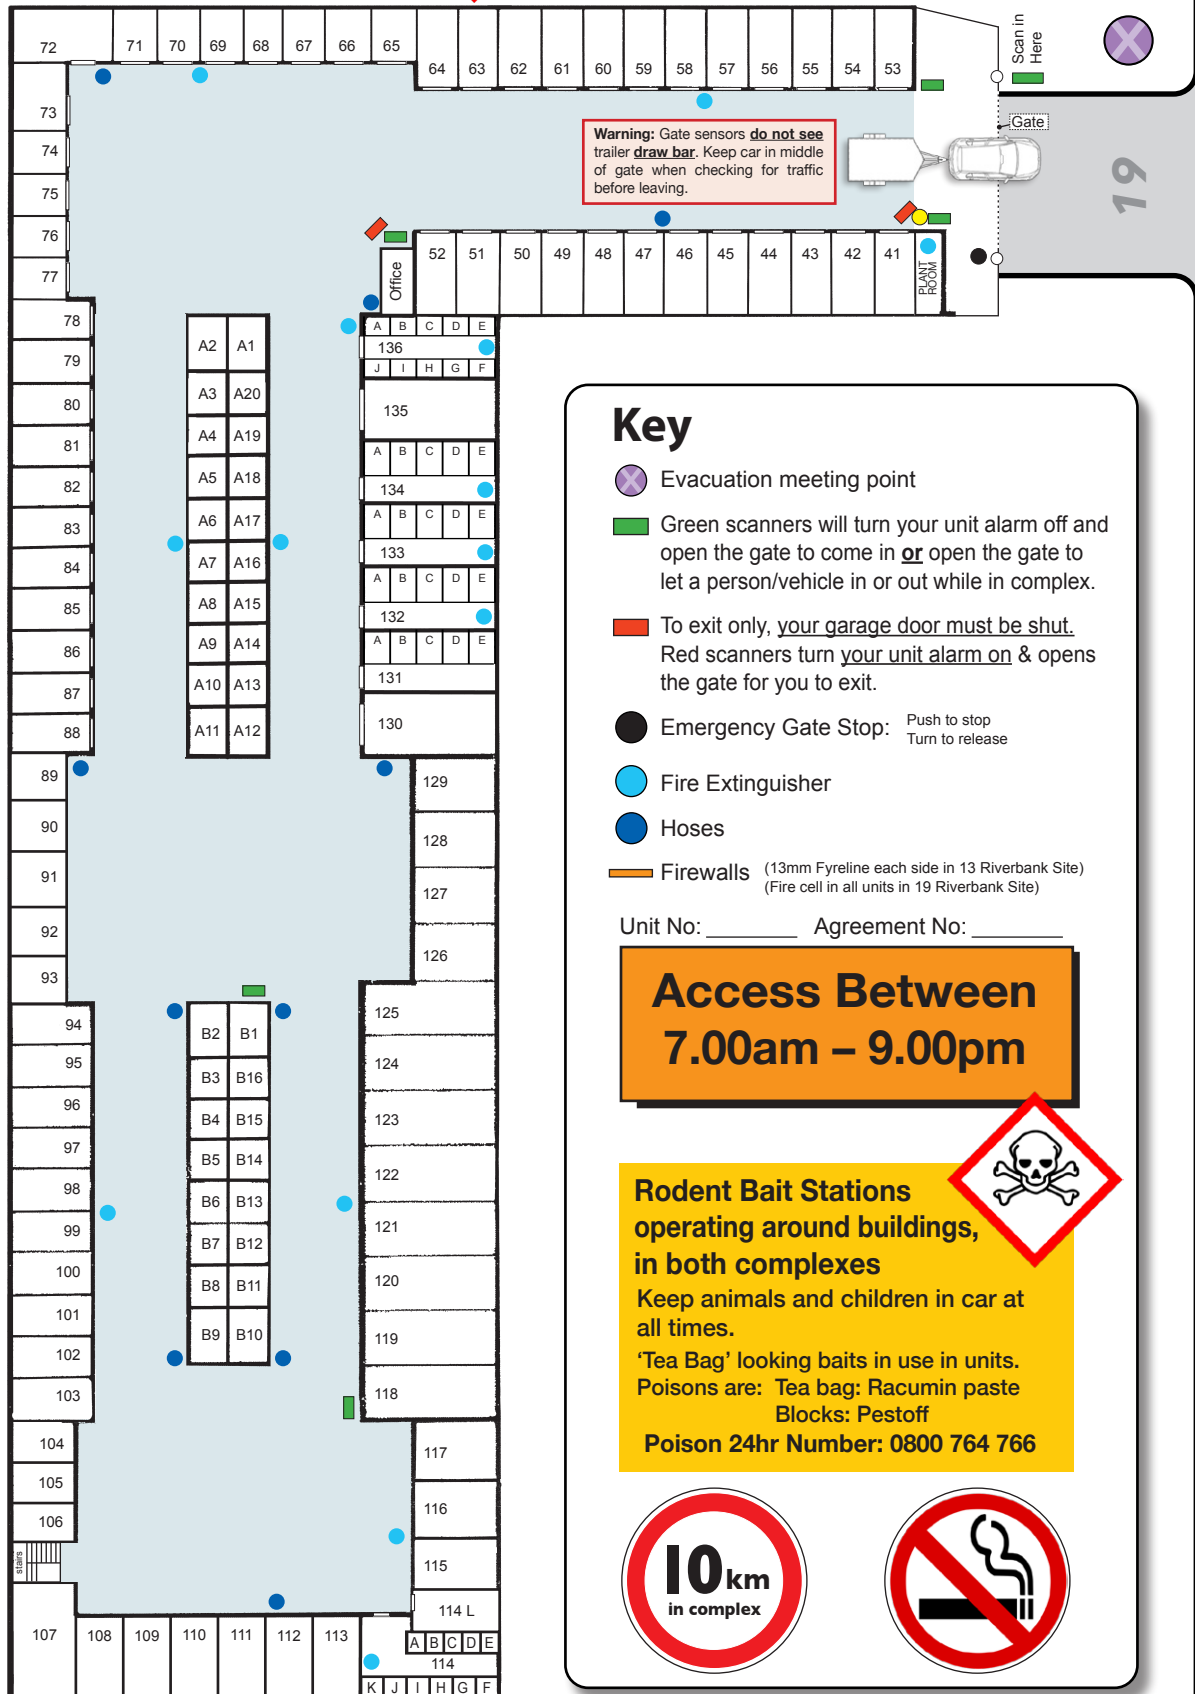 72 71 70 69 68 67 66 65
64 63 62 61 60 59 58 57 56 55 54 53
Scan in
Here
X
Gate
19
Warning: Gate sensors do not see
trailer draw bar. Keep car in middle
of gate when checking for traffic
before leaving.
73
74
75
76
77
78
79
80
81
82
83
84
85
86
87
88
89
90
91
92
93
94
95
96
97
98
99
100
101
102
103
104
105
106
stairs
107 108 109 110 111 112 113
Office
52 51 50 49 48 47 46 45 44 43 42 41
PLANT
ROOM
A2 A1
A3 A20
A4 A19
A5 A18
A6 A17
A7 A16
A8 A15
A9 A14
A10 A13
A11 A12
B2 B1
B3 B16
B4 B15
B5 B14
B6 B13
B7 B12
B8 B11
B9 B10
A B C D E
136
J I H G F
135
A B C D E
134
A B C D E
133
A B C D E
132
A B C D E
131
130
129
128
127
126
125
124
123
122
121
120
119
118
117
116
115
114 L
A B C D E
114
K J I H G F
Key
X Evacuation meeting point
Green scanners will turn your unit alarm off and
open the gate to come in or open the gate to
let a person/vehicle in or out while in complex.
To exit only, your garage door must be shut.
Red scanners turn your unit alarm on & opens
the gate for you to exit.
Emergency Gate Stop: Push to stop
Turn to release
Fire Extinguisher
Hoses
Firewalls (13mm Fyreline each side in 13 Riverbank Site)
(Fire cell in all units in 19 Riverbank Site)
Unit No: _______ Agreement No: _______
Access Between
7.00am – 9.00pm
Rodent Bait Stations
operating around buildings,
in both complexes
Keep animals and children in car at
all times.
‘Tea Bag’ looking baits in use in units.
Poisons are: Tea bag: Racumin paste
Blocks: Pestoff
Poison 24hr Number: 0800 764 766
10 km
in complex